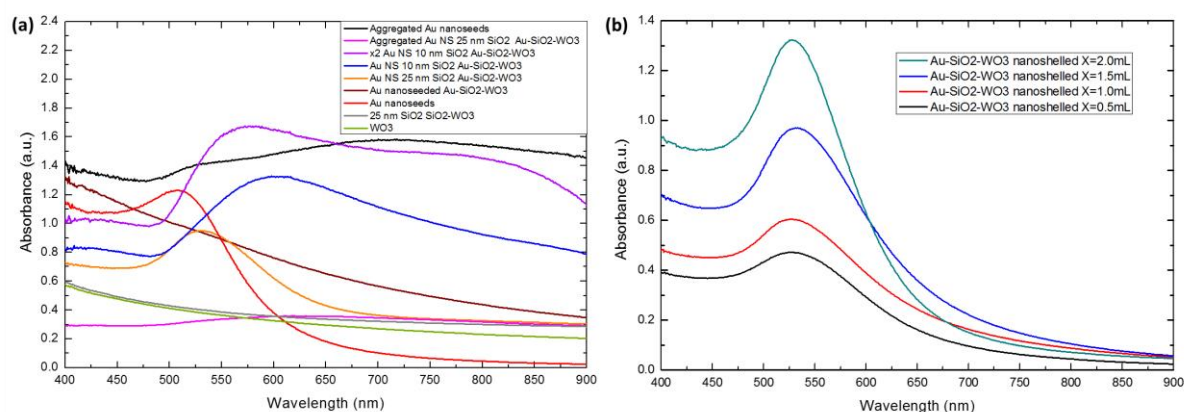 (a)
Aggregated Au nanoseeds
Aggregated Au NS 25 nm SiO2 Au-SiO2-WO3
x2 Au NS 10 nm SiO2 Au-SiO2-WO3
Au NS 10 nm SiO2 Au-SiO2-WO3
Au NS 25 nm SiO2 Au-SiO2-WO3
Au nanoseeded Au-SiO2-WO3
Au nanoseeds
25 nm SiO2 SiO2-WO3
WO3
2.6
2.4
2.2
2.0
1.8
1.6
1.4
1.2
1.0
0.8
0.6
0.4
0.2
0.0
Absorbance (a.u.)
400 450 500 550 600 650 700 750 800 850 900
Wavelength (nm)
(b)
Au-SiO2-WO3 nanoshelled X=2.0mL
Au-SiO2-WO3 nanoshelled X=1.5mL
Au-SiO2-WO3 nanoshelled X=1.0mL
Au-SiO2-WO3 nanoshelled X=0.5mL
1.4
1.2
1.0
0.8
0.6
0.4
0.2
0.0
Absorbance (a.u.)
400 450 500 550 600 650 700 750 800 850 900
Wavelength (nm)